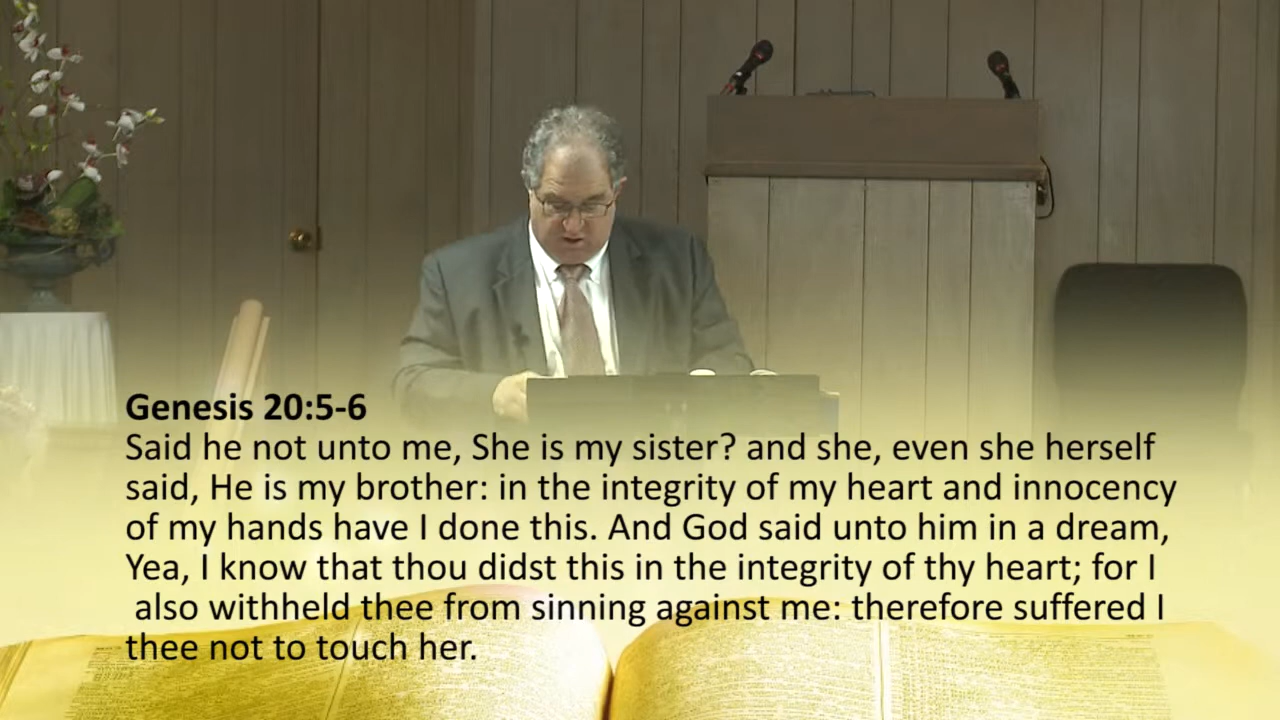 Genesis 20:5-6
Said he not unto me, She is my sister? and she, even she herself
said, He is my brother: in the integrity of my heart and innocency
of my hands have I done this. And God said unto him in a dream,
Yea, I know that thou didst this in the integrity of thy heart; for I
also withheld thee from sinning against me: therefore suffered I
thee not to touch her.